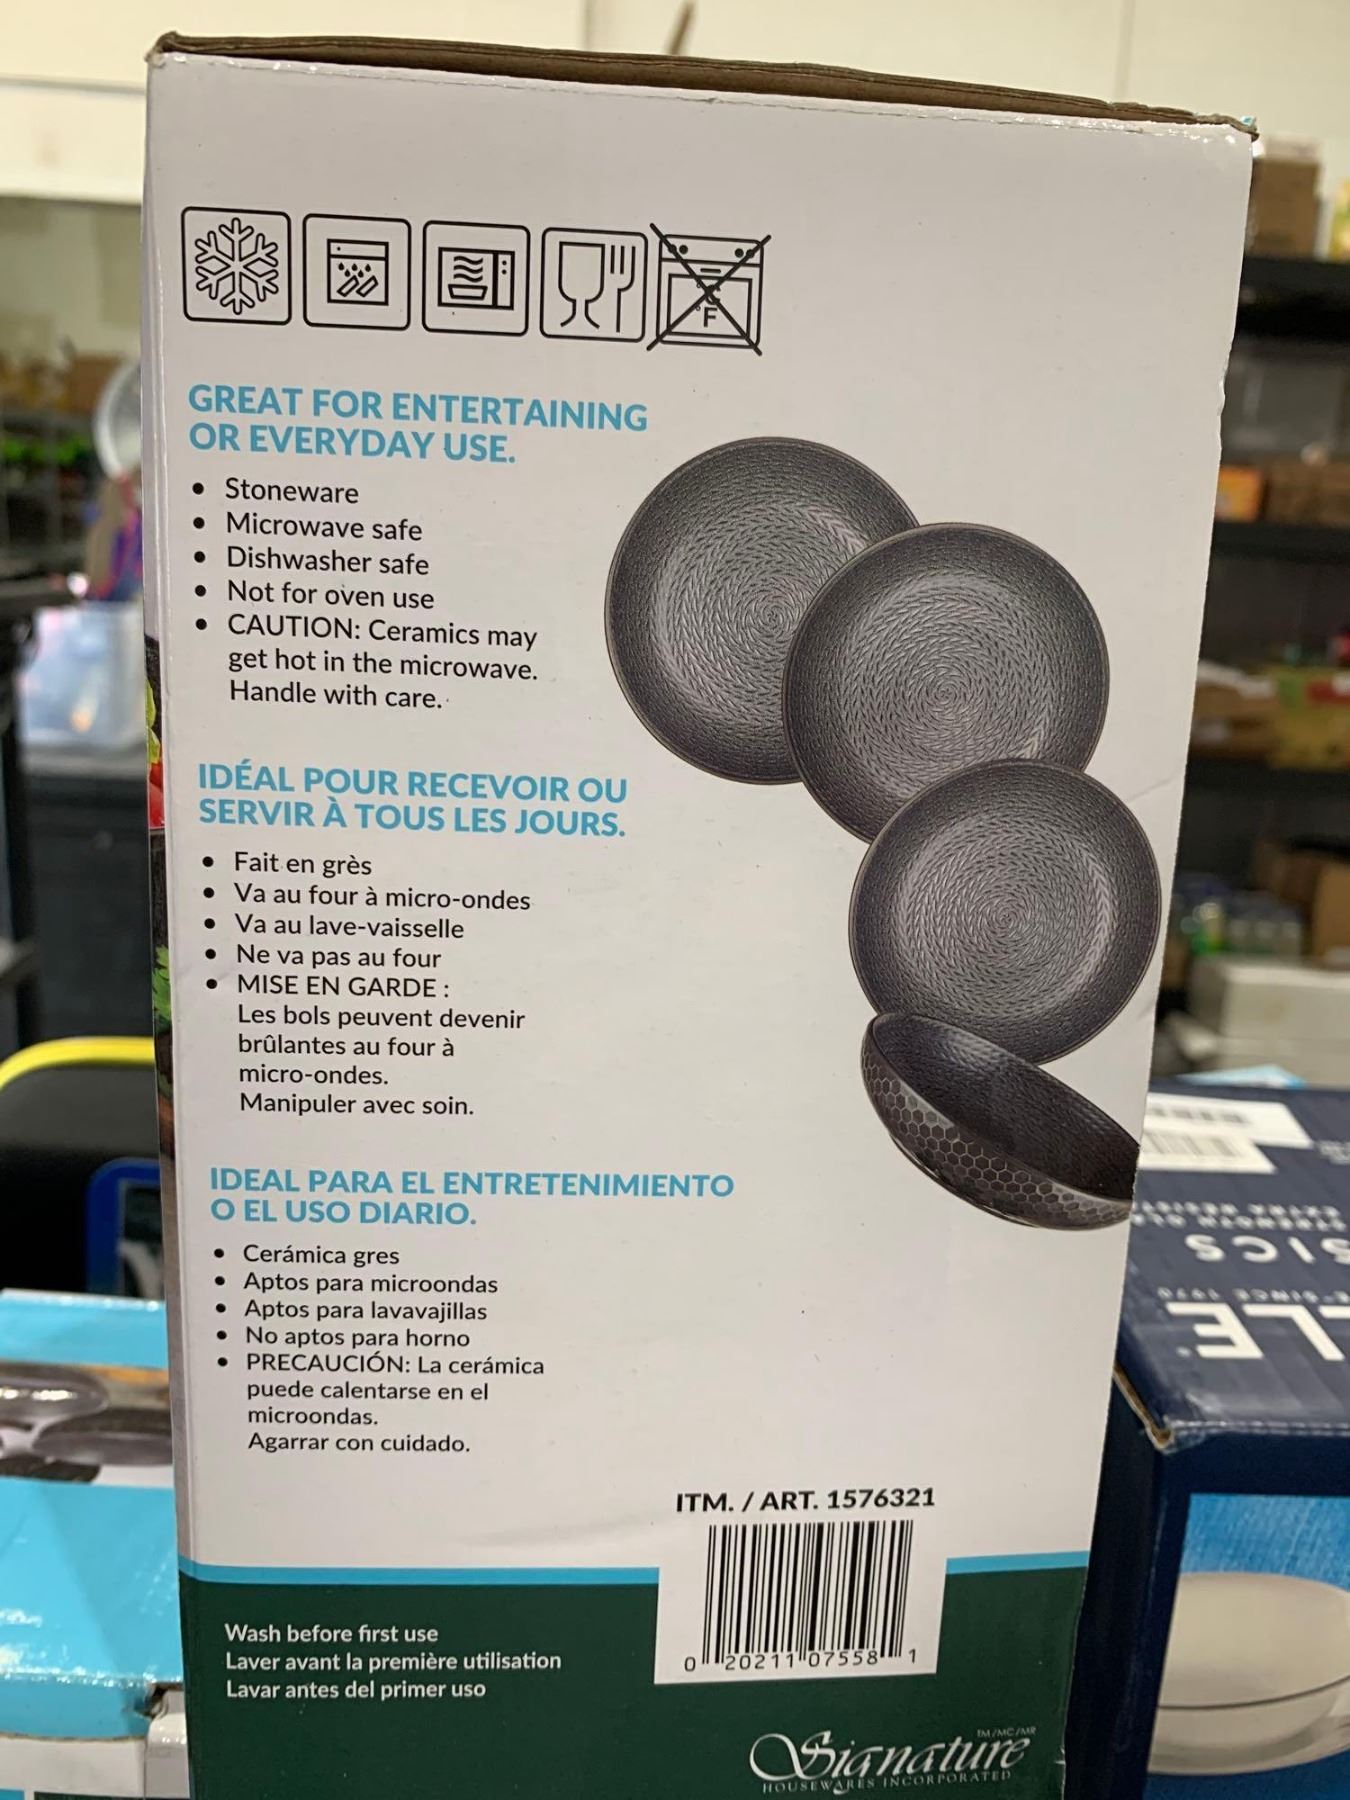 °C
°F
GREAT FOR ENTERTAINING
OR EVERYDAY USE.
• Stoneware
• Microwave safe
• Dishwasher safe
• Not for oven use
• CAUTION: Ceramics may
get hot in the microwave.
Handle with care.
IDÉAL POUR RECEVOIR OU
SERVIR À TOUS LES JOURS.
• Fait en grès
• Va au four à micro-ondes
• Va au lave-vaisselle
• Ne va pas au four
• MISE EN GARDE :
Les bols peuvent devenir
brûlantes au four à
micro-ondes.
Manipuler avec soin.
IDEAL PARA EL ENTRETENIMIENTO
O EL USO DIARIO.
• Cerámica gres
• Aptos para microondas
• Aptos para lavavajillas
• No aptos para horno
• PRECAUCIÓN: La cerámica
puede calentarse en el
microondas.
Agarrar con cuidado.
ITM. / ART. 1576321
0 20211 07558 1
Wash before first use
Laver avant la première utilisation
Lavar antes del primer uso
Signature TM/MC/MR
HOUSEWARES INCORPORATED
SINCE 1970